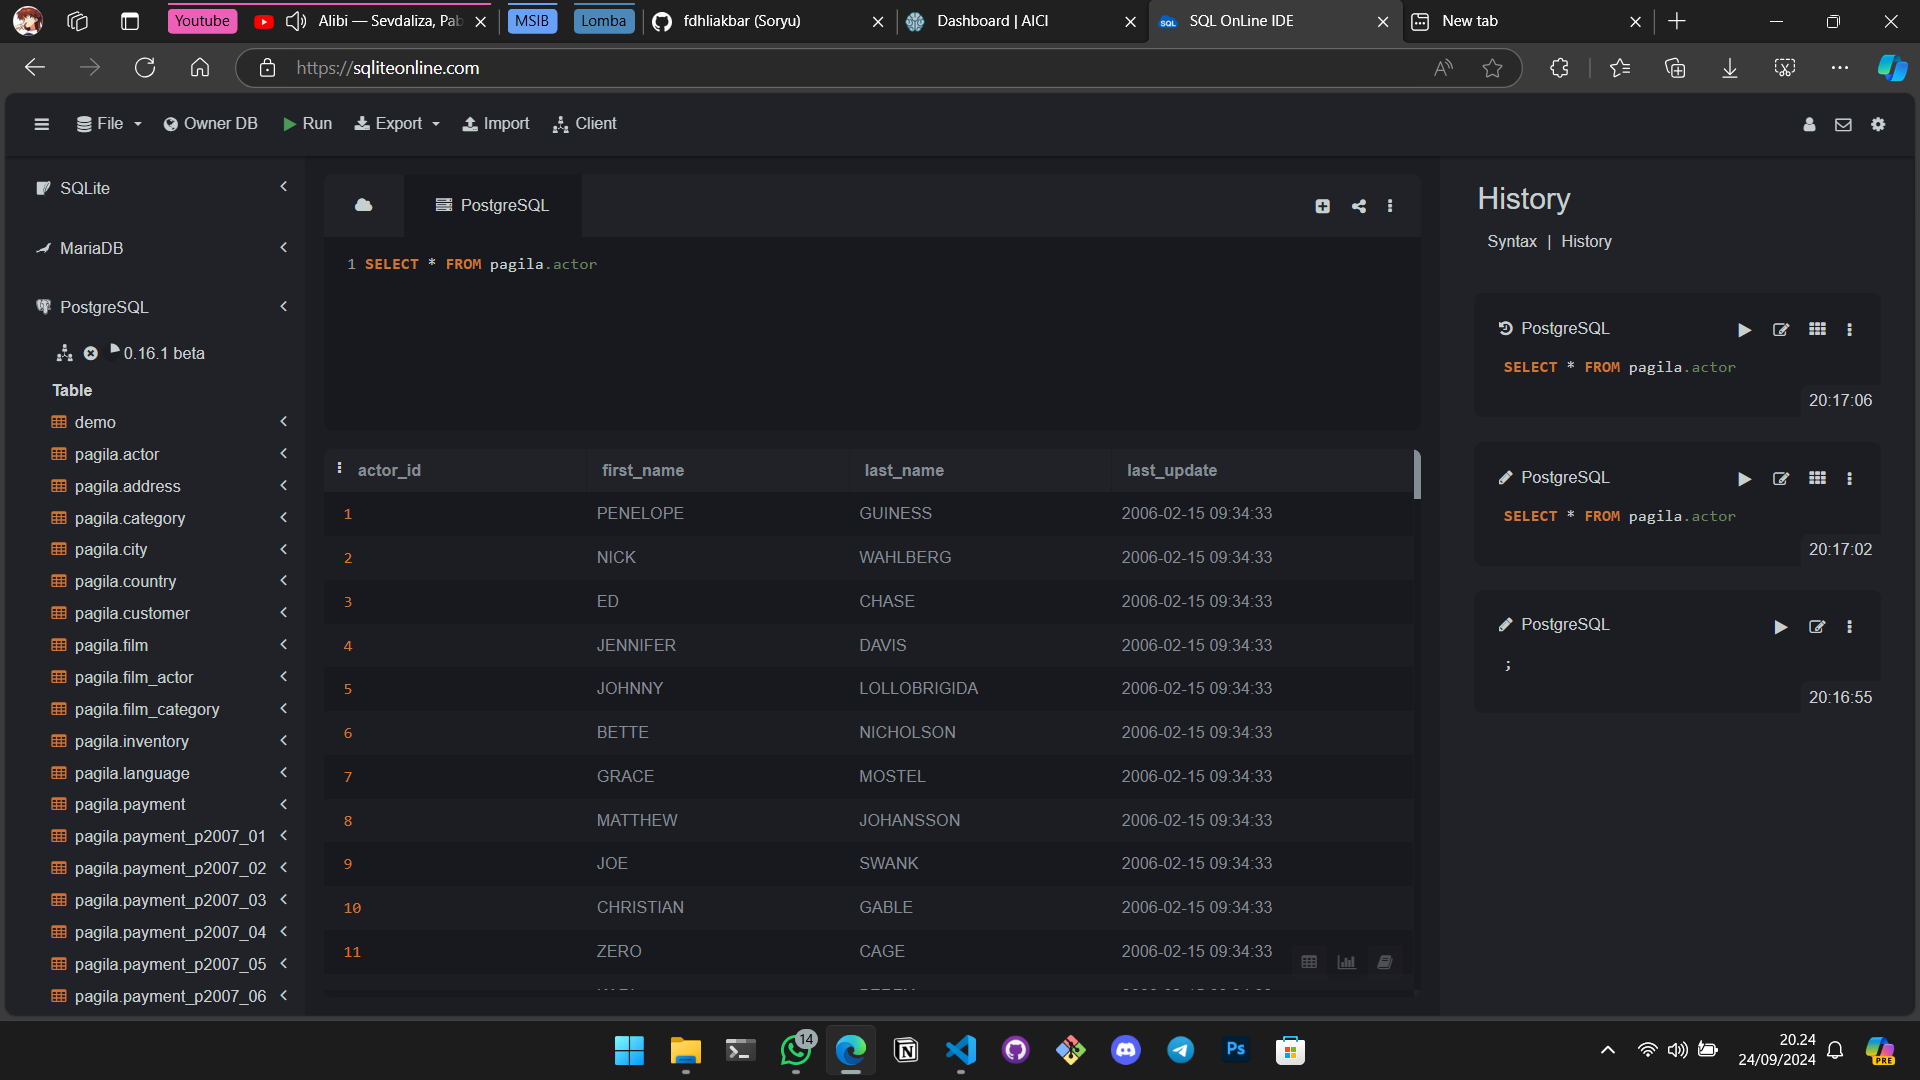 Youtube
Alibi — Sevdaliza, Pab
MSIB
Lomba
fdhliakbar (Soryu)
Dashboard | AICI
SQL OnLine IDE
New tab
https://sqliteonline.com
File
Owner DB
Run
Export
Import
Client
SQLite
MariaDB
PostgreSQL
0.16.1 beta
Table
demo
pagila.actor
pagila.address
pagila.category
pagila.city
pagila.country
pagila.customer
pagila.film
pagila.film_actor
pagila.film_category
pagila.inventory
pagila.language
pagila.payment
pagila.payment_p2007_01
pagila.payment_p2007_02
pagila.payment_p2007_03
pagila.payment_p2007_04
pagila.payment_p2007_05
pagila.payment_p2007_06
PostgreSQL
1 SELECT * FROM pagila.actor
actor_id first_name last_name last_update
1 PENELOPE GUINESS 2006-02-15 09:34:33
2 NICK WAHLBERG 2006-02-15 09:34:33
3 ED CHASE 2006-02-15 09:34:33
4 JENNIFER DAVIS 2006-02-15 09:34:33
5 JOHNNY LOLLOBRIGIDA 2006-02-15 09:34:33
6 BETTE NICHOLSON 2006-02-15 09:34:33
7 GRACE MOSTEL 2006-02-15 09:34:33
8 MATTHEW JOHANSSON 2006-02-15 09:34:33
9 JOE SWANK 2006-02-15 09:34:33
10 CHRISTIAN GABLE 2006-02-15 09:34:33
11 ZERO CAGE 2006-02-15 09:34:33
History
Syntax | History
PostgreSQL
SELECT * FROM pagila.actor
20:17:06
PostgreSQL
SELECT * FROM pagila.actor
20:17:02
PostgreSQL
;
20:16:55
14
Ps
20.24
24/09/2024
PRE